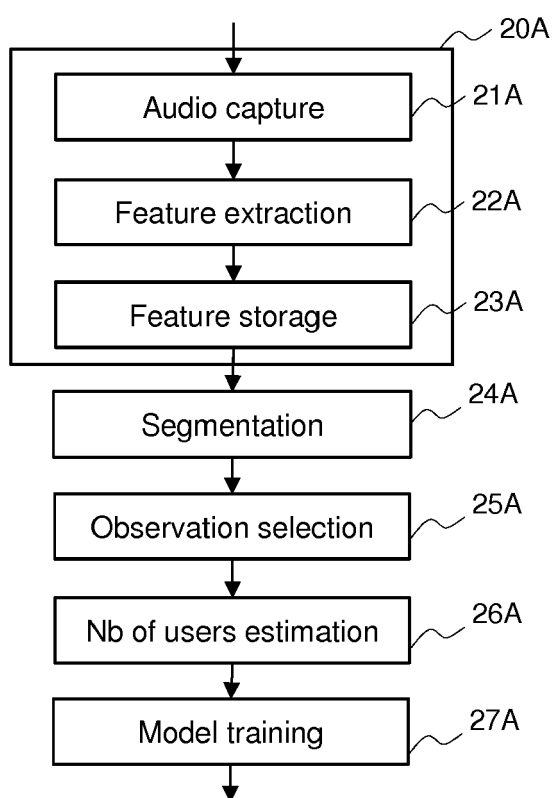 20A
Audio capture
21A
Feature extraction
22A
Feature storage
23A
Segmentation
24A
Observation selection
25A
Nb of users estimation
26A
Model training
27A